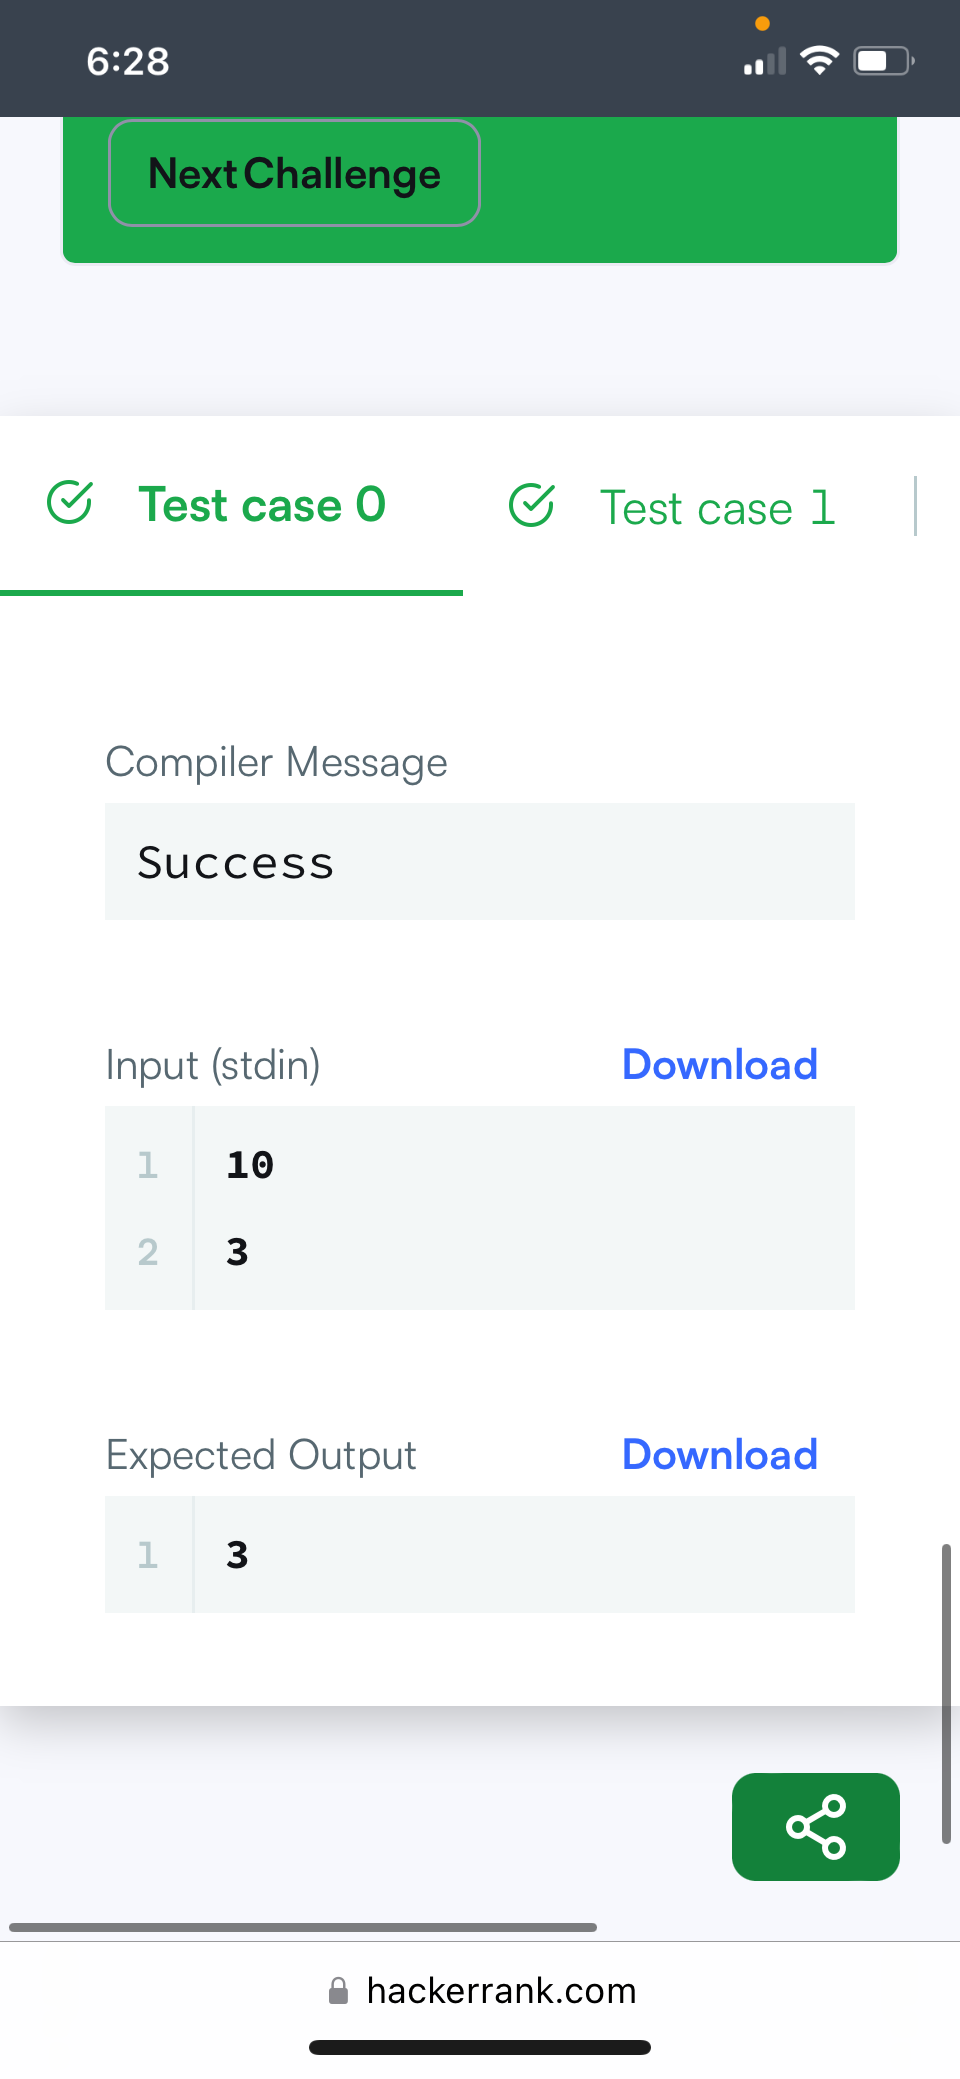 6:28
Next Challenge
Test case 0
Test case 1
Compiler Message
Success
Input (stdin)
Download
1 10
2 3
Expected Output
Download
1 3
hackerrank.com